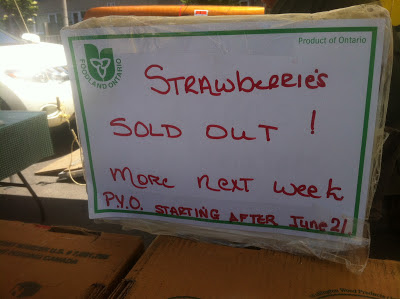 Product of Ontario
FOODLAND ONTARIO
STRAWBERRIE'S
SOLD OUT !
MORE NEXT WEEK
P.Y.O. STARTING AFTER June 21